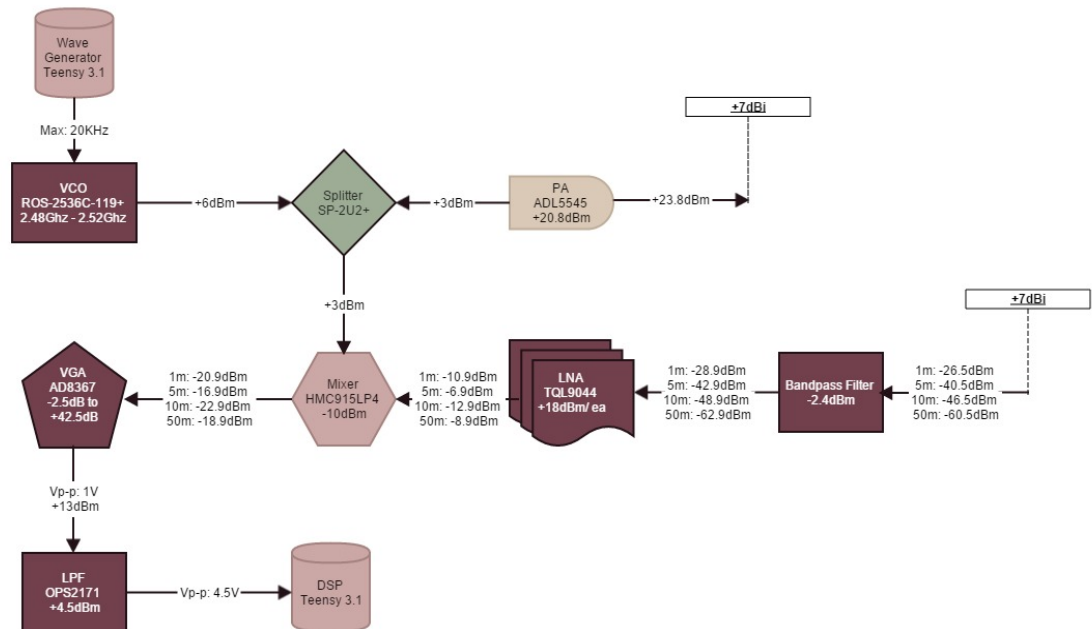 Wave
Generator
Teensy 3.1
Max: 20KHz
VCO
ROS-2536C-119+
2.48Ghz - 2.52Ghz
+6dBm
Splitter
SP-2U2+
+3dBm
PA
ADL5545
+20.8dBm
+23.8dBm
+7dBi
+3dBm
+7dBi
VGA
AD8367
-2.5dB to
+42.5dB
1m: -20.9dBm
5m: -16.9dBm
10m: -22.9dBm
50m: -18.9dBm
Mixer
HMC915LP4
-10dBm
1m: -10.9dBm
5m: -6.9dBm
10m: -12.9dBm
50m: -8.9dBm
LNA
TQL9044
+18dBm/ ea
1m: -28.9dBm
5m: -42.9dBm
10m: -48.9dBm
50m: -62.9dBm
Bandpass Filter
-2.4dBm
1m: -26.5dBm
5m: -40.5dBm
10m: -46.5dBm
50m: -60.5dBm
Vp-p: 1V
+13dBm
LPF
OPS2171
+4.5dBm
Vp-p: 4.5V
DSP
Teensy 3.1